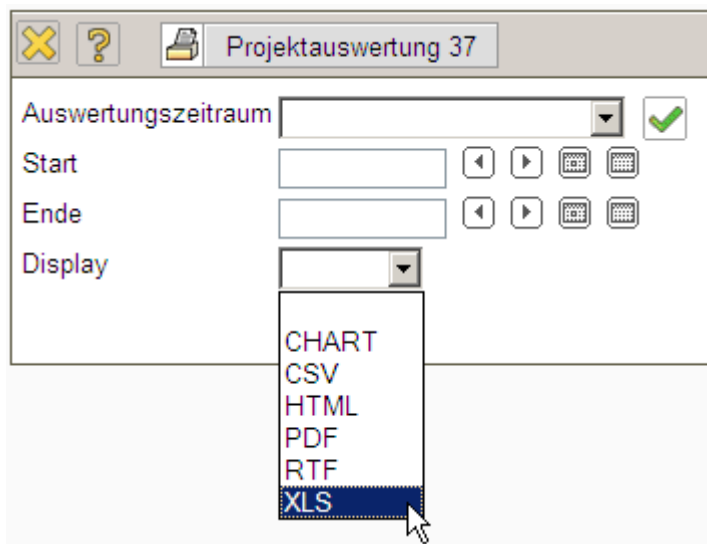 Projektauswertung 37
Auswertungszeitraum
Start
Ende
Display
CHART
CSV
HTML
PDF
RTF
XLS